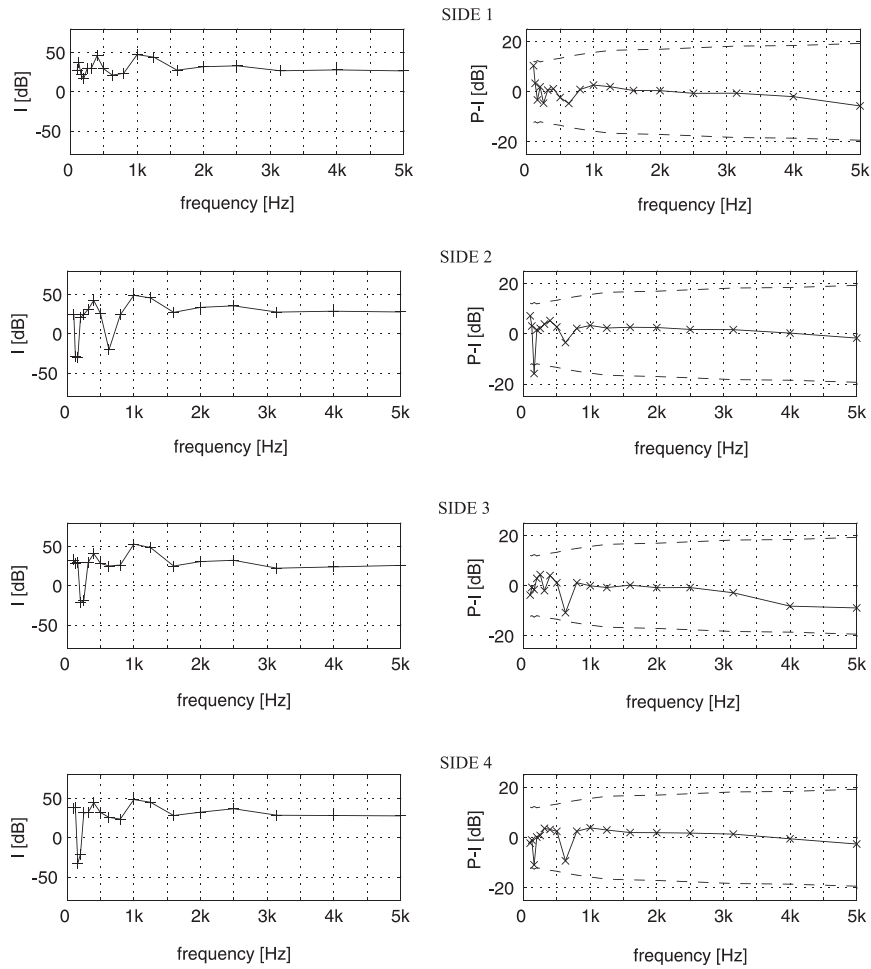 SIDE 1
50
0
-50
I [dB]
0 1k 2k 3k 4k 5k
frequency [Hz]
20
0
-20
P-I [dB]
0 1k 2k 3k 4k 5k
frequency [Hz]
SIDE 2
50
0
-50
I [dB]
0 1k 2k 3k 4k 5k
frequency [Hz]
20
0
-20
P-I [dB]
0 1k 2k 3k 4k 5k
frequency [Hz]
SIDE 3
50
0
-50
I [dB]
0 1k 2k 3k 4k 5k
frequency [Hz]
20
0
-20
P-I [dB]
0 1k 2k 3k 4k 5k
frequency [Hz]
SIDE 4
50
0
-50
I [dB]
0 1k 2k 3k 4k 5k
frequency [Hz]
20
0
-20
P-I [dB]
0 1k 2k 3k 4k 5k
frequency [Hz]